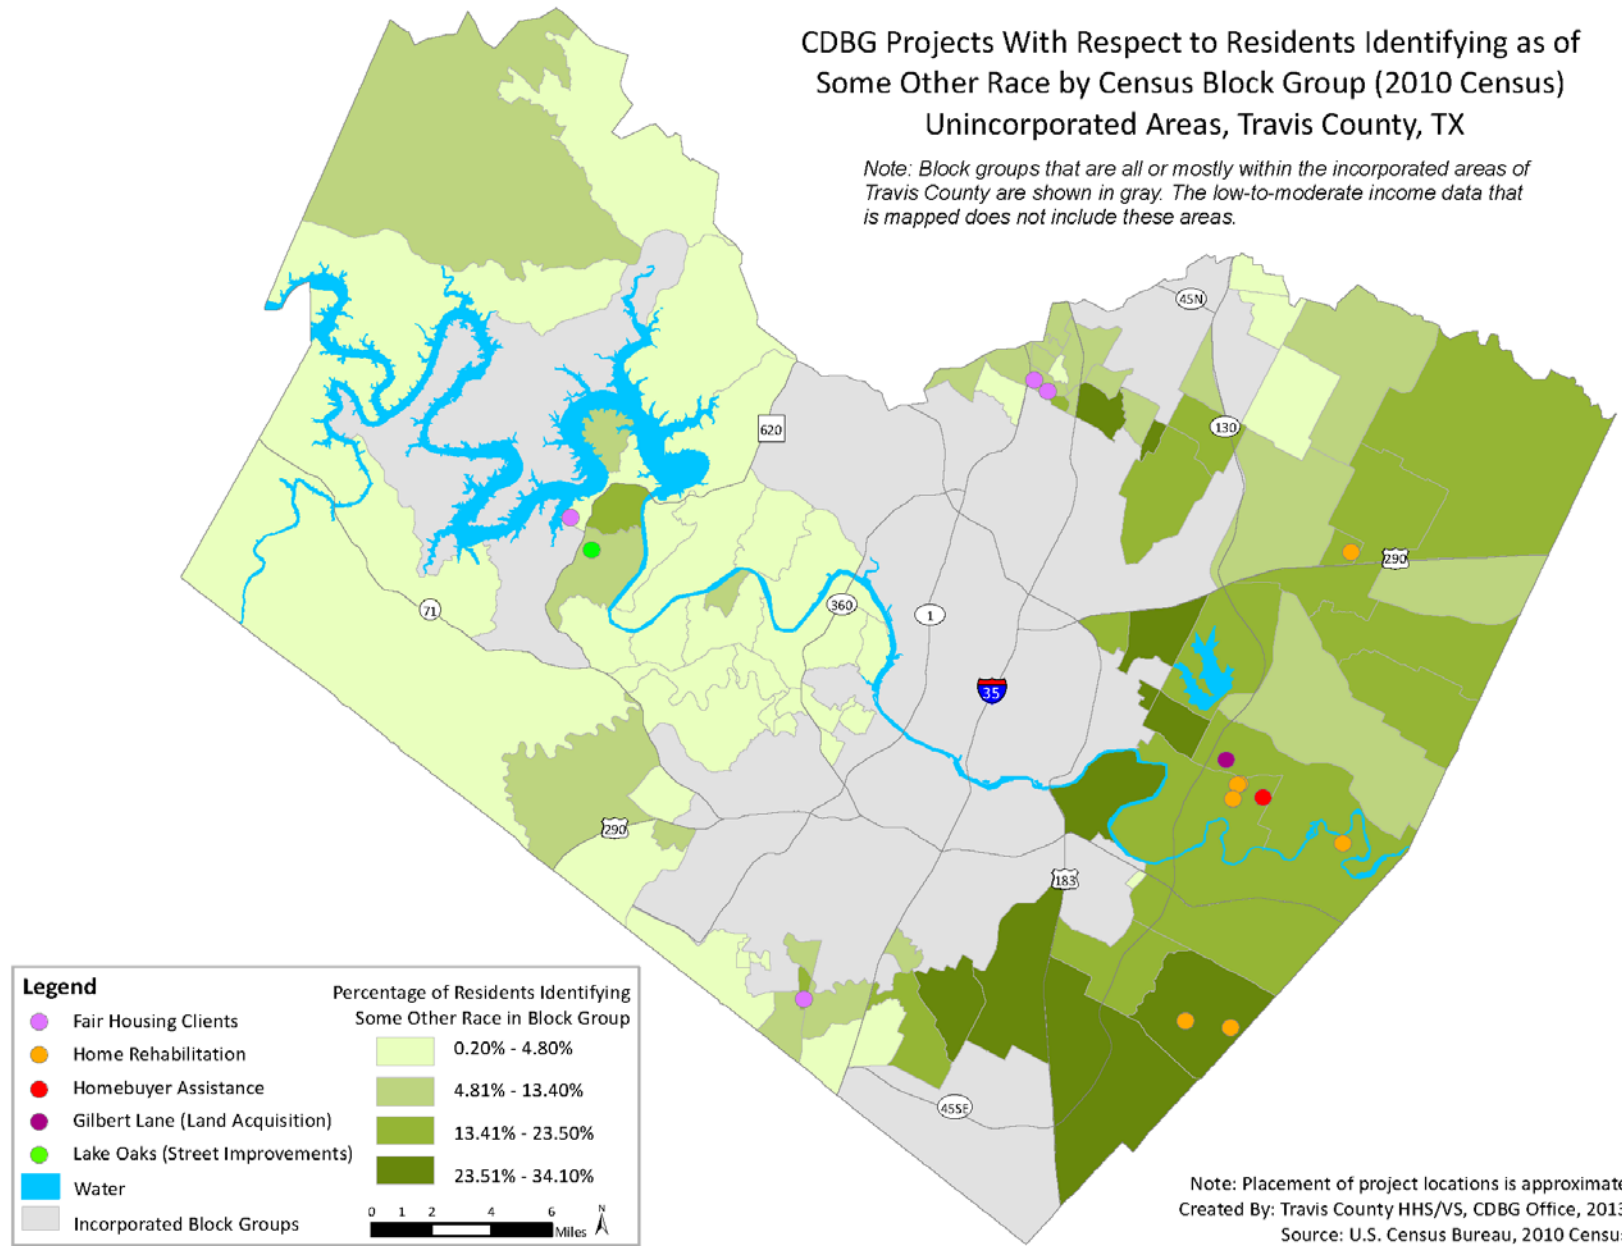 CDBG Projects With Respect to Residents Identifying as of
Some Other Race by Census Block Group (2010 Census)
Unincorporated Areas, Travis County, TX
Note: Block groups that are all or mostly within the incorporated areas of
Travis County are shown in gray. The low-to-moderate income data that
is mapped does not include these areas.
45N
130
620
290
71
360
1
35
290
183
45SE
Legend
Fair Housing Clients
Home Rehabilitation
Homebuyer Assistance
Gilbert Lane (Land Acquisition)
Lake Oaks (Street Improvements)
Water
Incorporated Block Groups
Percentage of Residents Identifying
Some Other Race in Block Group
0.20% - 4.80%
4.81% - 13.40%
13.41% - 23.50%
23.51% - 34.10%
0 1 2 4 6
Miles
N
Note: Placement of project locations is approximate
Created By: Travis County HHS/VS, CDBG Office, 2013
Source: U.S. Census Bureau, 2010 Censu